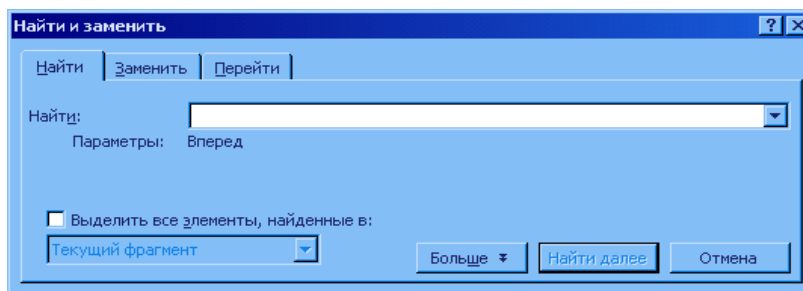 Найти и заменить
Найти Заменить Перейти
Найти:
Параметры: Вперед
Выделить все элементы, найденные в:
Текущий фрагмент
Больше Найти далее Отмена